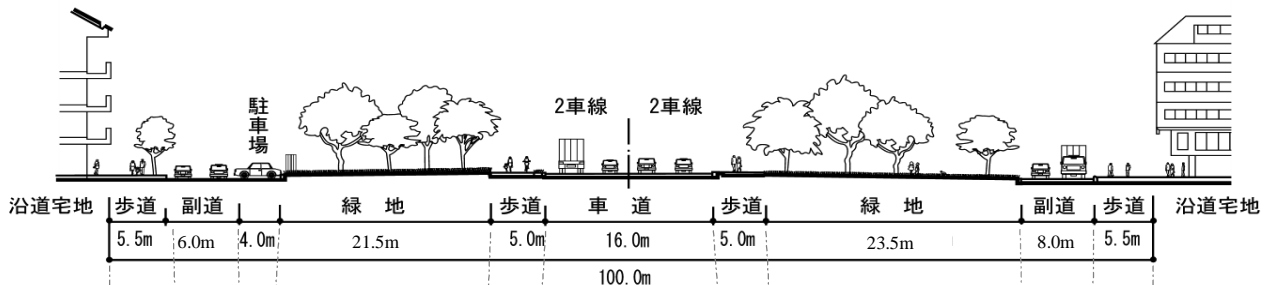 駐車場
2車線 2車線
沿道宅地 歩道 副道 緑地 歩道 車道 歩道 緑地 副道 歩道 沿道宅地
5.5m 6.0m 4.0m 21.5m 5.0m 16.0m 5.0m 23.5m 8.0m 5.5m
100.0m